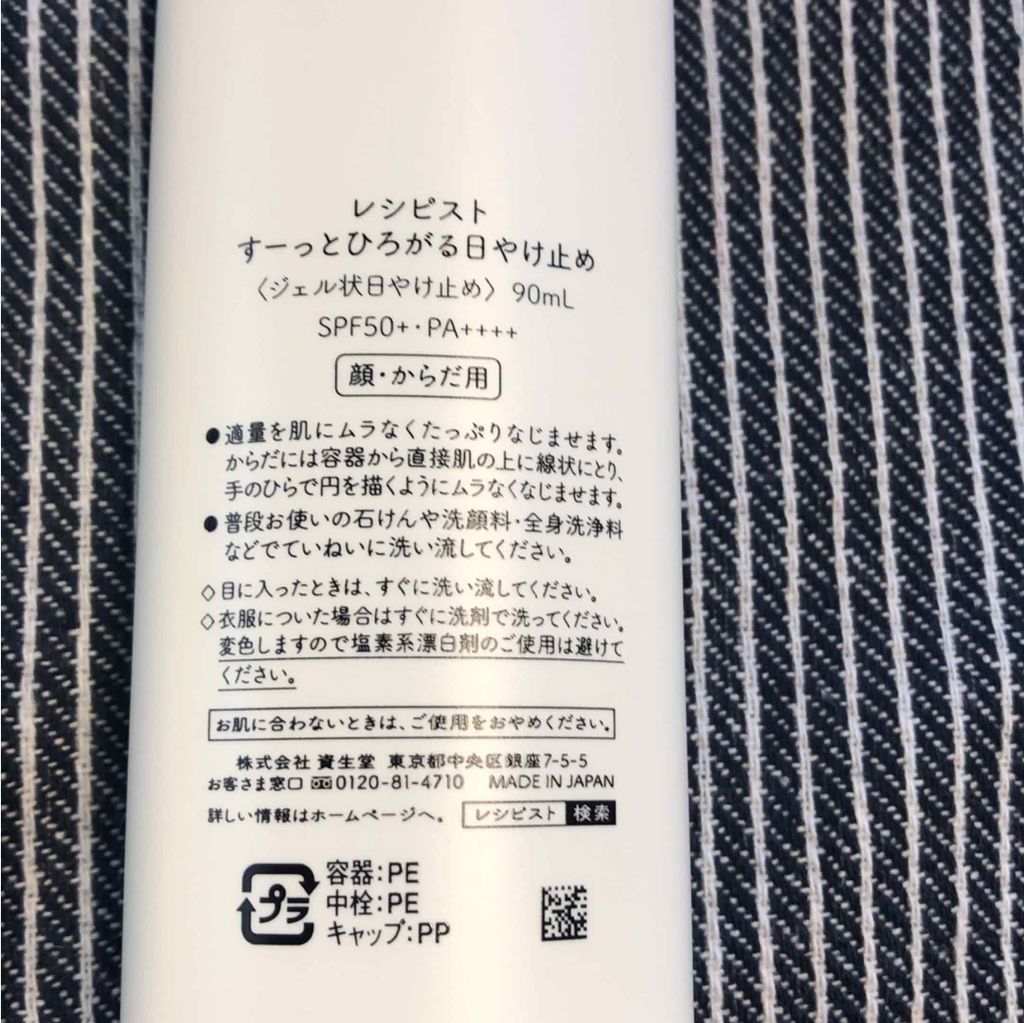 レシピスト
すーっとひろがる日やけ止め
〈ジェル状日やけ止め〉 90mL
SPF50+・PA++++
顔・からだ用
●適量を肌にムラなくたっぷりなじませます。
からだには容器から直接肌の上に線状にとり、
手のひらで円を描くようにムラなくなじませます。
●普段お使いの石けんや洗顔料・全身洗浄料
などでていねいに洗い流してください。
◇目に入ったときは、すぐに洗い流してください。
◇衣服についた場合はすぐに洗剤で洗ってください。
変色しますので塩素系漂白剤のご使用は避けて
ください。
お肌に合わないときは、ご使用をおやめください。
株式会社 資生堂 東京都中央区銀座7-5-5
お客さま窓口 0120-81-4710 MADE IN JAPAN
詳しい情報はホームページへ。 レシピスト 検索
プラ
容器:PE
中栓:PE
キャップ:PP